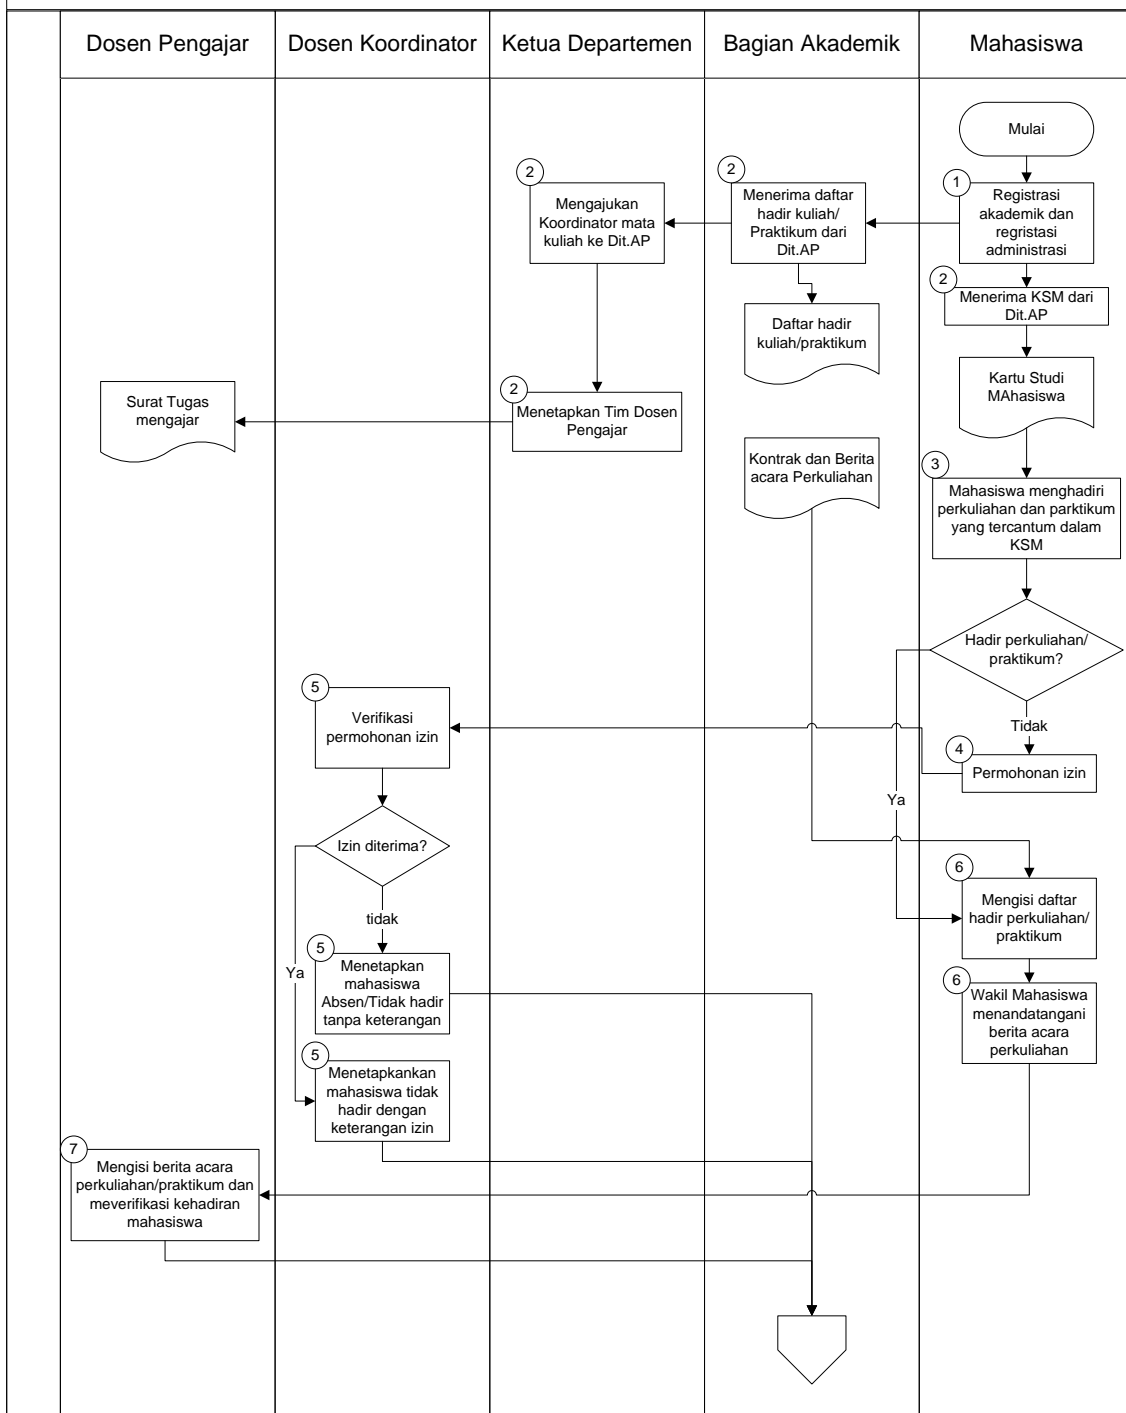 Dosen Pengajar
Dosen Koordinator
Ketua Departemen
Bagian Akademik
Mahasiswa
Mulai
1
Registrasi
akademik dan
regristasi
administrasi
2
Menerima daftar
hadir kuliah/
Praktikum dari
Dit.AP
2
Mengajukan
Koordinator mata
kuliah ke Dit.AP
2
Menerima KSM dari
Dit.AP
Daftar hadir
kuliah/praktikum
Kartu Studi
MAhasiswa
2
Menetapkan Tim Dosen
Pengajar
Surat Tugas
mengajar
Kontrak dan Berita
acara Perkuliahan
3
Mahasiswa menghadiri
perkuliahan dan parktikum
yang tercantum dalam
KSM
Hadir perkuliahan/
praktikum?
Tidak
4
Permohonan izin
Ya
5
Verifikasi
permohonan izin
Izin diterima?
tidak
Ya
5
Menetapkan
mahasiswa
Absen/Tidak hadir
tanpa keterangan
5
Menetapkankan
mahasiswa tidak
hadir dengan
keterangan izin
6
Mengisi daftar
hadir perkuliahan/
praktikum
6
Wakil Mahasiswa
menandatangani
berita acara
perkuliahan
7
Mengisi berita acara
perkuliahan/praktikum dan
meverifikasi kehadiran
mahasiswa